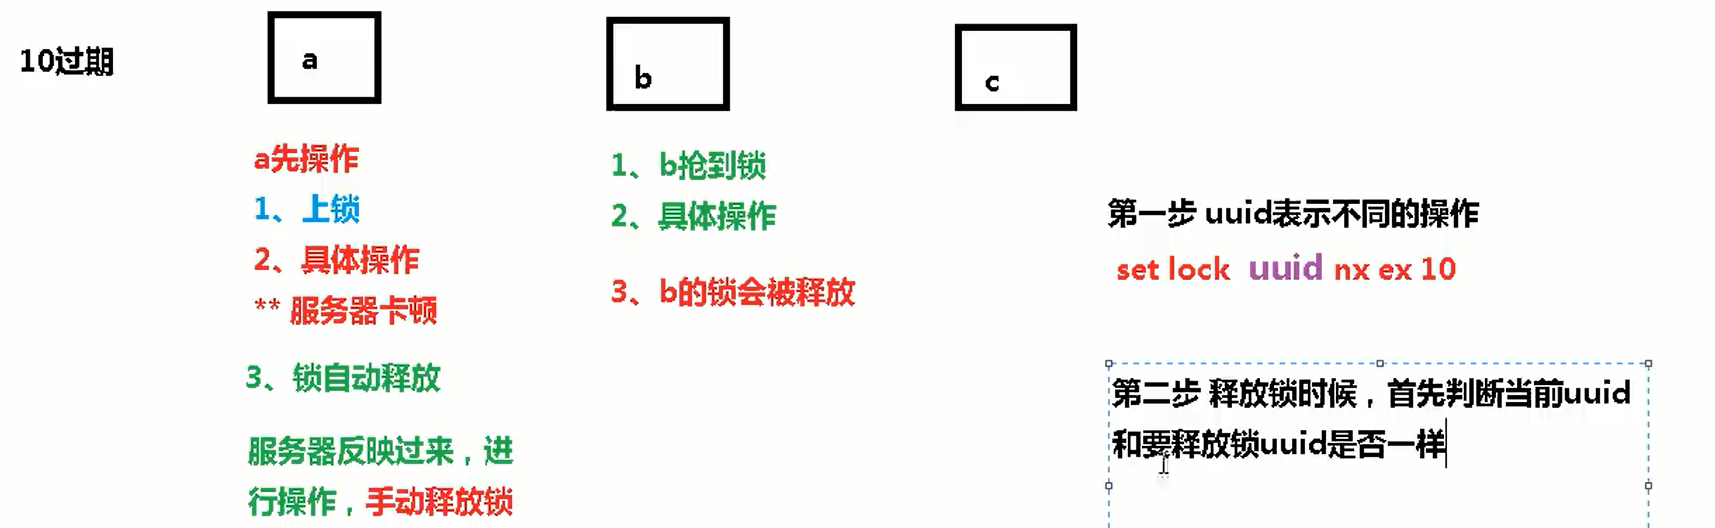 10过期
a
b
c
a先操作
1、上锁
2、具体操作
** 服务器卡顿
3、锁自动释放
服务器反映过来，进
行操作，手动释放锁
1、b抢到锁
2、具体操作
3、b的锁会被释放
第一步 uuid表示不同的操作
set lock uuid nx ex 10
第二步 释放锁时候，首先判断当前uuid
和要释放锁uuid是否一样